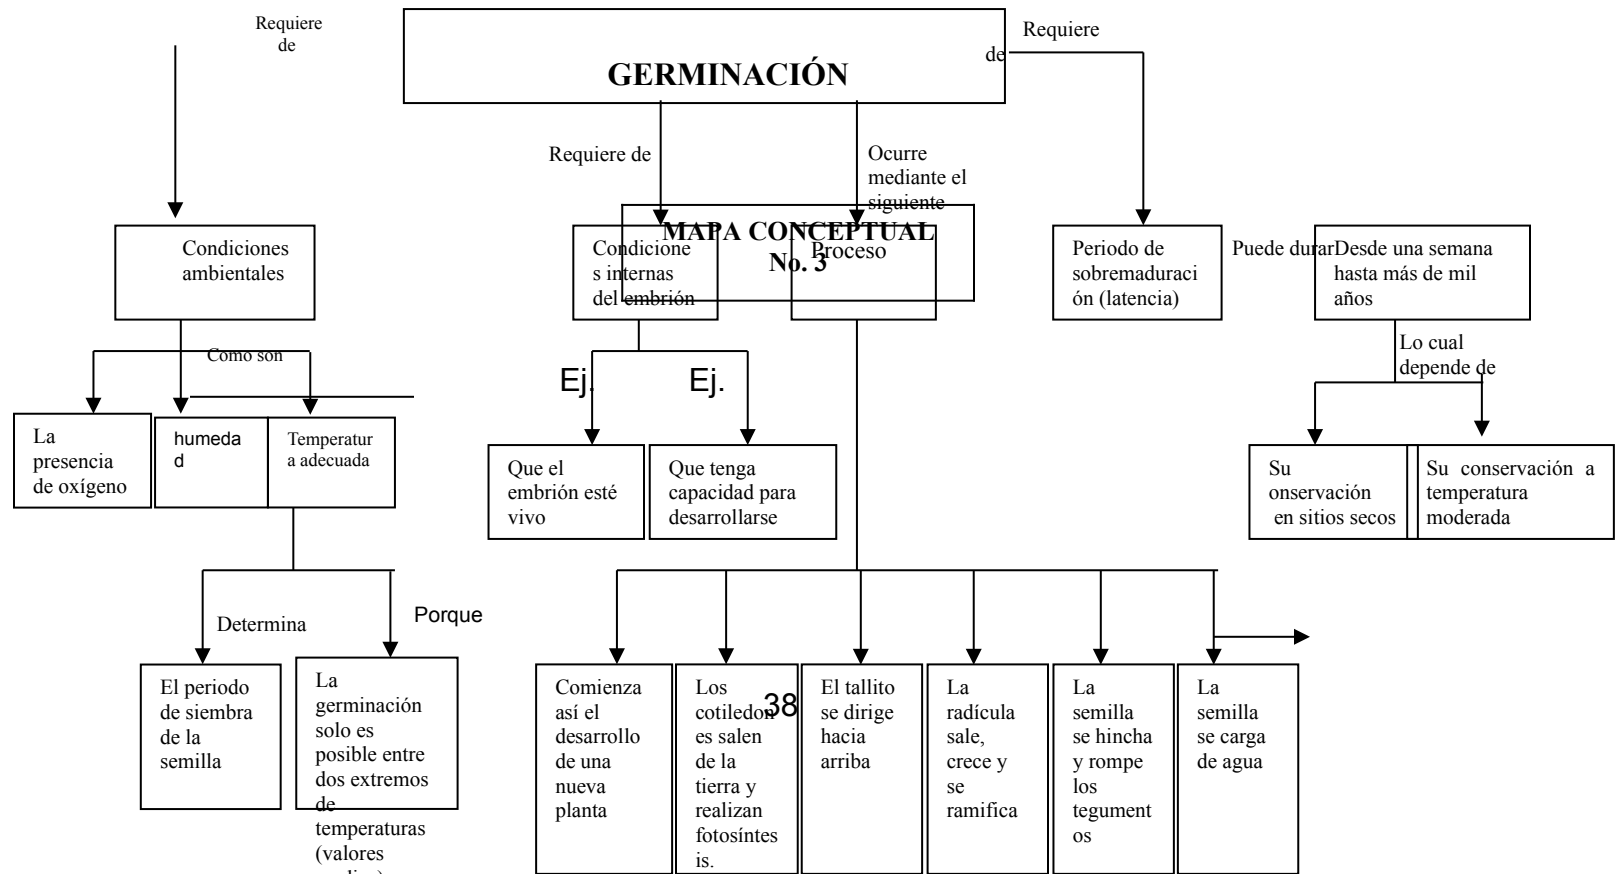 Requiere
de
GERMINACIÓN
Requiere
de
Requiere de
Ocurre
mediante el
siguiente
MAPA CONCEPTUAL
No. 3
Condiciones
ambientales
Condicione
s internas
del embrión
Proceso
Periodo de
sobremaduraci
ón (latencia)
Puede durar
Desde una semana
hasta más de mil
años
Como son
Ej.
Ej.
Lo cual
depende de
La
presencia
de oxígeno
humeda
d
Temperatur
a adecuada
Que el
embrión esté
vivo
Que tenga
capacidad para
desarrollarse
Su
onservación
en sitios secos
Su conservación a
temperatura
moderada
Determina
Porque
El periodo
de siembra
de la
semilla
La
germinación
solo es
posible entre
dos extremos
de
temperaturas
(valores
Comienza
así el
desarrollo
de una
nueva
planta
Los
cotiledon
es salen
de la
tierra y
realizan
fotosíntes
is.
38
El tallito
se dirige
hacia
arriba
La
radícula
sale,
crece y
se
ramifica
La
semilla
se hincha
y rompe
los
tegument
os
La
semilla
se carga
de agua